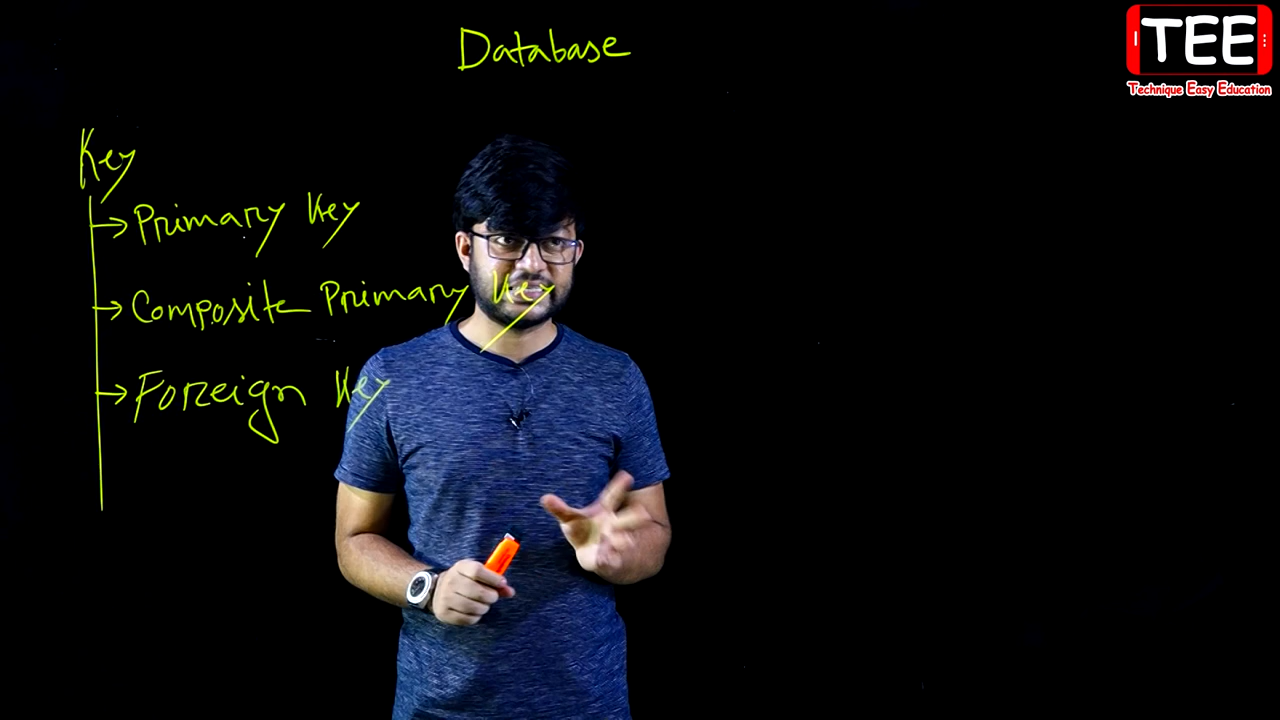 Database
TEE
Technique Easy Education
Key
Primary Key
Composite Primary Key
Foreign Key